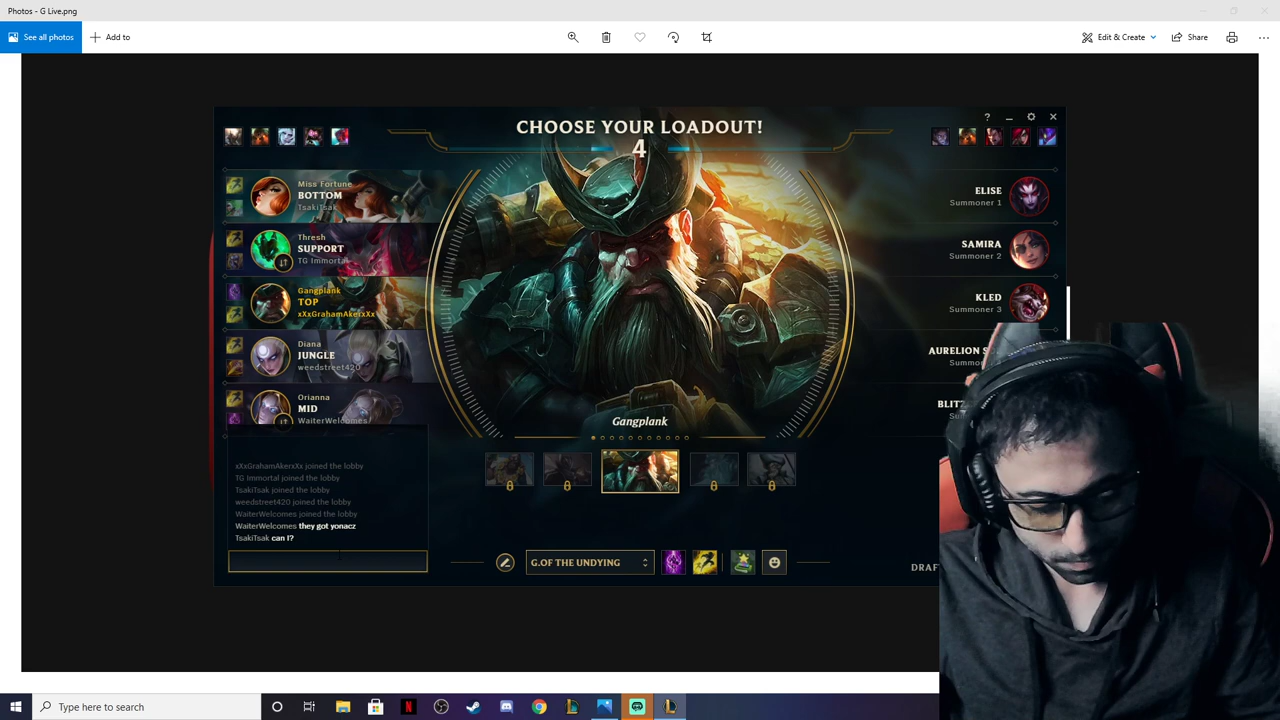 Photos - G Live.png
See all photos
Add to
Edit & Create
Share
CHOOSE YOUR LOADOUT!
4
Miss Fortune
BOTTOM
TsakiTsak
Thresh
SUPPORT
TG Immortal
Gangplank
TOP
xXxGrahamAkerxXx
Diana
JUNGLE
weedstreet420
Orianna
MID
WaiterWelcomes
ELISE
Summoner 1
SAMIRA
Summoner 2
KLED
Summoner 3
AURELION
BLITZ
Gangplank
xXxGrahamAkerxXx joined the lobby
TG Immortal joined the lobby
TsakiTsak joined the lobby
weedstreet420 joined the lobby
WaiterWelcomes joined the lobby
WaiterWelcomes they got yonacz
TsakiTsak can I?
G.OF THE UNDYING
DRAF
Type here to search